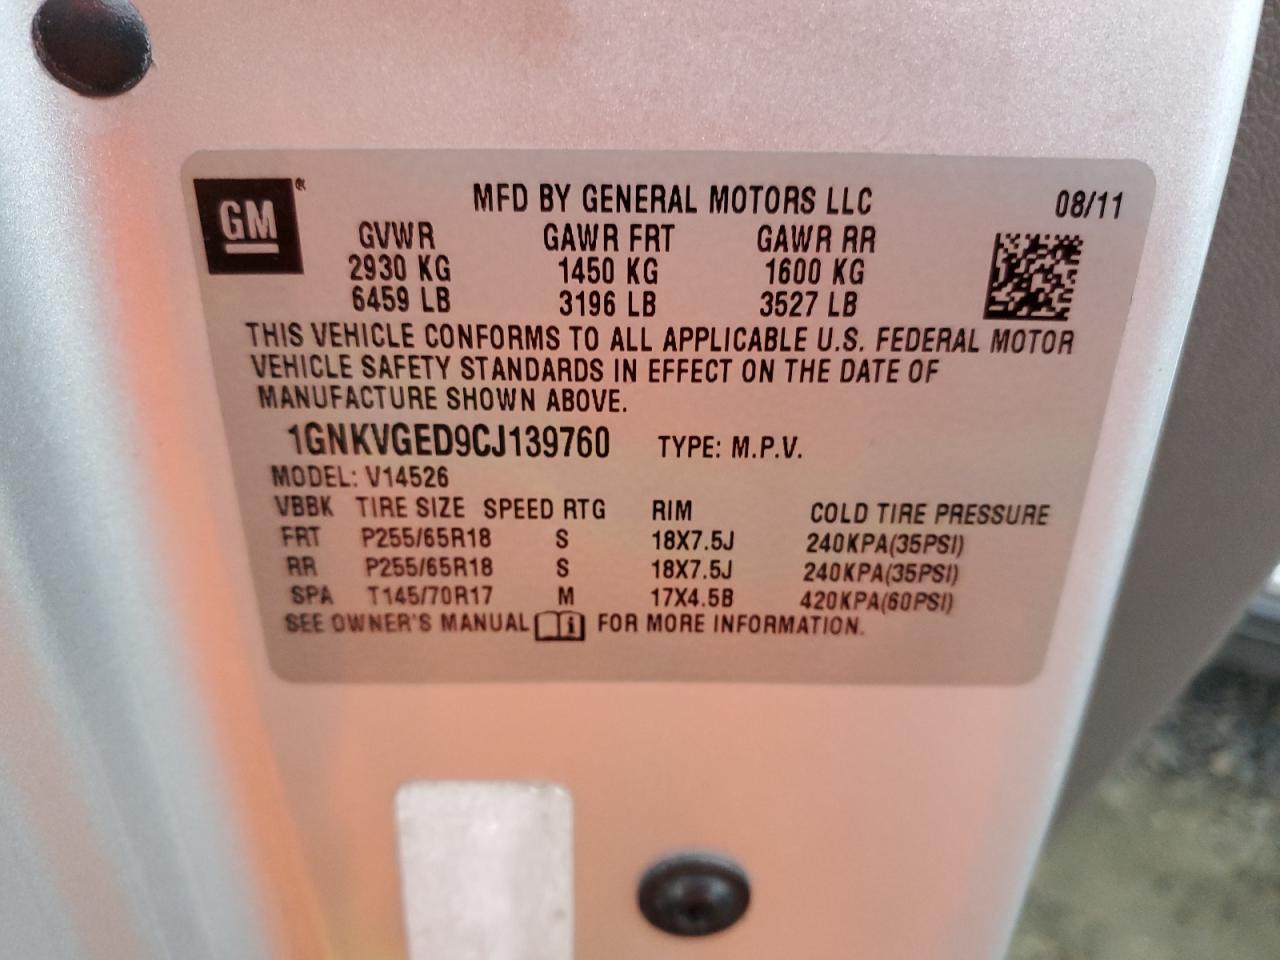 GM®
MFD BY GENERAL MOTORS LLC 08/11
GVWR GAWR FRT GAWR RR
2930 KG 1450 KG 1600 KG
6459 LB 3196 LB 3527 LB
THIS VEHICLE CONFORMS TO ALL APPLICABLE U.S. FEDERAL MOTOR
VEHICLE SAFETY STANDARDS IN EFFECT ON THE DATE OF
MANUFACTURE SHOWN ABOVE.
1GNKVGED9CJ139760 TYPE: M.P.V.
MODEL: V14526
VBBK TIRE SIZE SPEED RTG RIM COLD TIRE PRESSURE
FRT P255/65R18 S 18X7.5J 240KPA(35PSI)
RR P255/65R18 S 18X7.5J 240KPA(35PSI)
SPA T145/70R17 M 17X4.5B 420KPA(60PSI)
SEE OWNER'S MANUAL i FOR MORE INFORMATION.